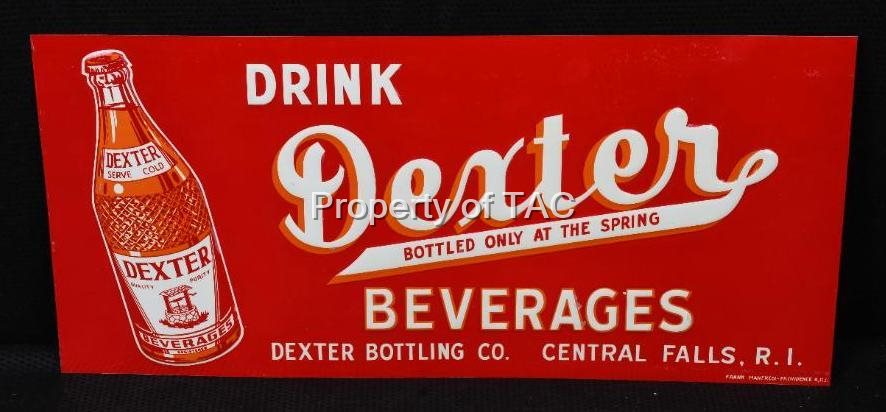 DRINK
Dexter
BOTTLED ONLY AT THE SPRING
BEVERAGES
DEXTER BOTTLING CO. CENTRAL FALLS, R.I.
DEXTER
SERVE COLD
DEXTER
QUALITY PURITY
BEVERAGES
Property of TAC